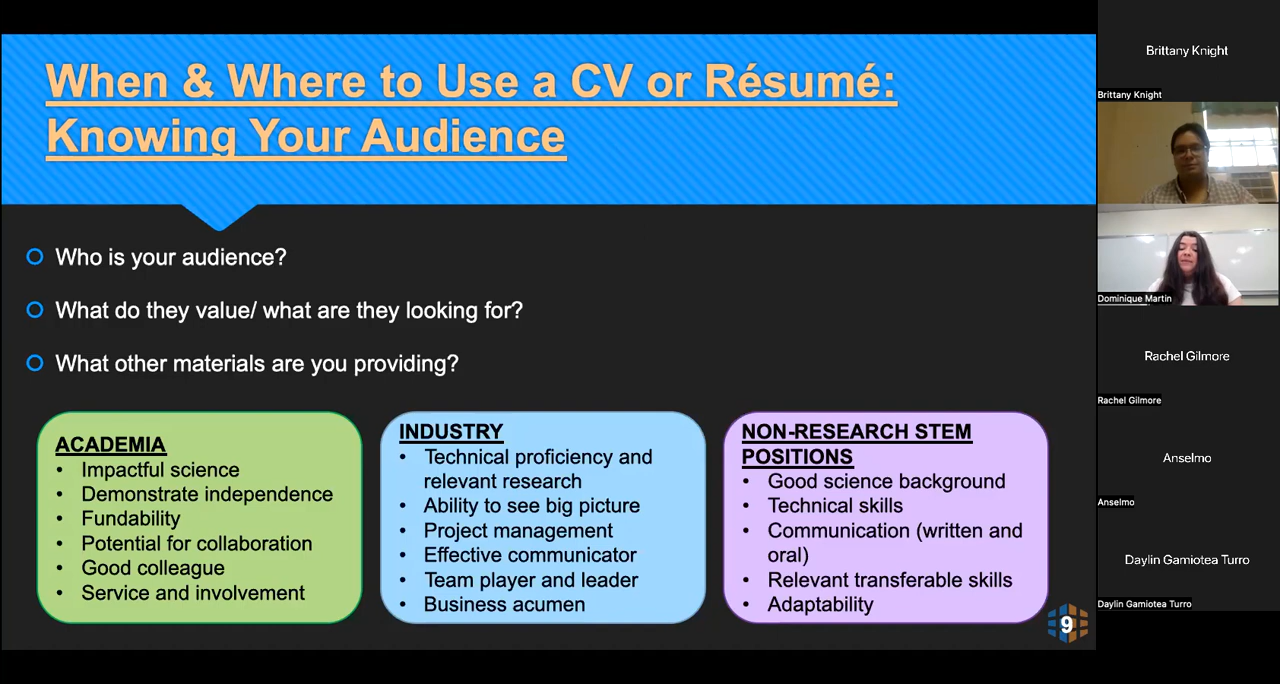 When & Where to Use a CV or Résumé:
Knowing Your Audience
Who is your audience?
What do they value/ what are they looking for?
What other materials are you providing?
ACADEMIA
• Impactful science
• Demonstrate independence
• Fundability
• Potential for collaboration
• Good colleague
• Service and involvement
INDUSTRY
• Technical proficiency and
relevant research
• Ability to see big picture
• Project management
• Effective communicator
• Team player and leader
• Business acumen
NON-RESEARCH STEM
POSITIONS
• Good science background
• Technical skills
• Communication (written and
oral)
• Relevant transferable skills
• Adaptability
9
Brittany Knight
Brittany Knight
Dominique Martin
Rachel Gilmore
Rachel Gilmore
Anselmo
Anselmo
Daylin Gamiotea Turro
Daylin Gamiotea Turro